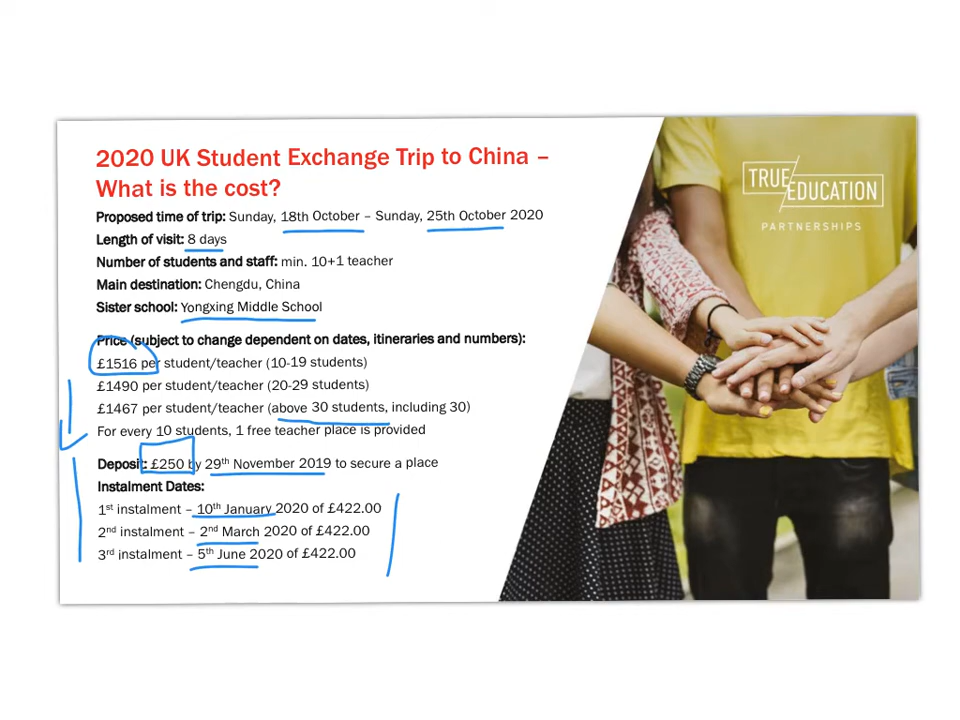 2020 UK Student Exchange Trip to China –
What is the cost?
Proposed time of trip: Sunday, 18th October – Sunday, 25th October 2020
Length of visit: 8 days
Number of students and staff: min. 10+1 teacher
Main destination: Chengdu, China
Sister school: Yongxing Middle School
Price (subject to change dependent on dates, itineraries and numbers):
£1516 per student/teacher (10-19 students)
£1490 per student/teacher (20-29 students)
£1467 per student/teacher (above 30 students, including 30)
For every 10 students, 1 free teacher place is provided
Deposit: £250 by 29th November 2019 to secure a place
Instalment Dates:
1st instalment – 10th January 2020 of £422.00
2nd instalment – 2nd March 2020 of £422.00
3rd instalment – 5th June 2020 of £422.00
TRUE
EDUCATION
PARTNERSHIPS